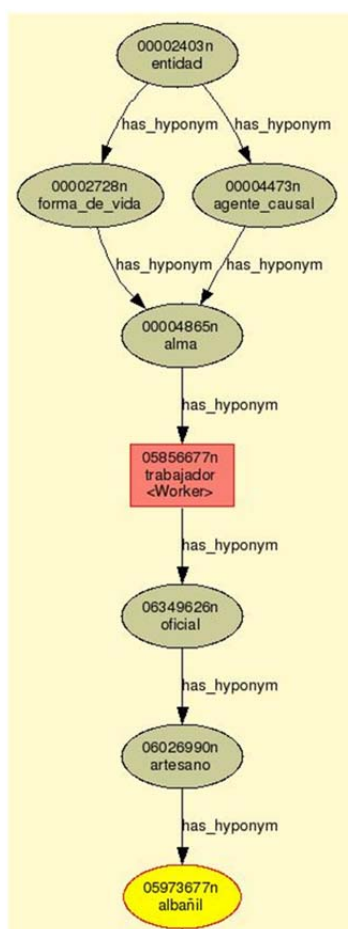 00002403n
entidad
has_hyponym
has_hyponym
00002728n
forma_de_vida
00004473n
agente_causal
has_hyponym
has_hyponym
00004865n
alma
has_hyponym
05856677n
trabajador
<Worker>
has_hyponym
06349626n
oficial
has_hyponym
06026990n
artesano
has_hyponym
05973677n
albañil